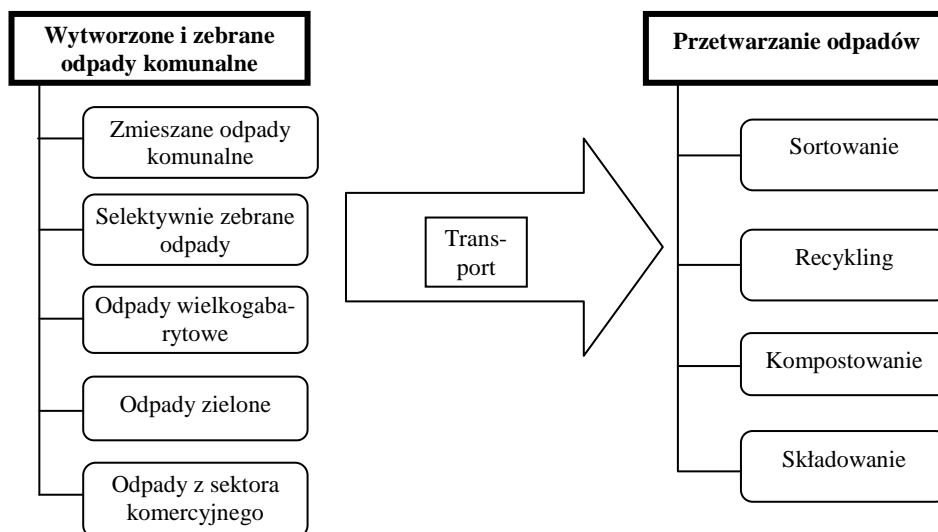 Wytworzone i zebrane
odpady komunalne
Zmieszane odpady
komunalne
Selektywnie zebrane
odpady
Odpady wielkogaba-
rytowe
Odpady zielone
Odpady z sektora
komercyjnego
Trans-
port
Przetwarzanie odpadów
Sortowanie
Recykling
Kompostowanie
Składowanie